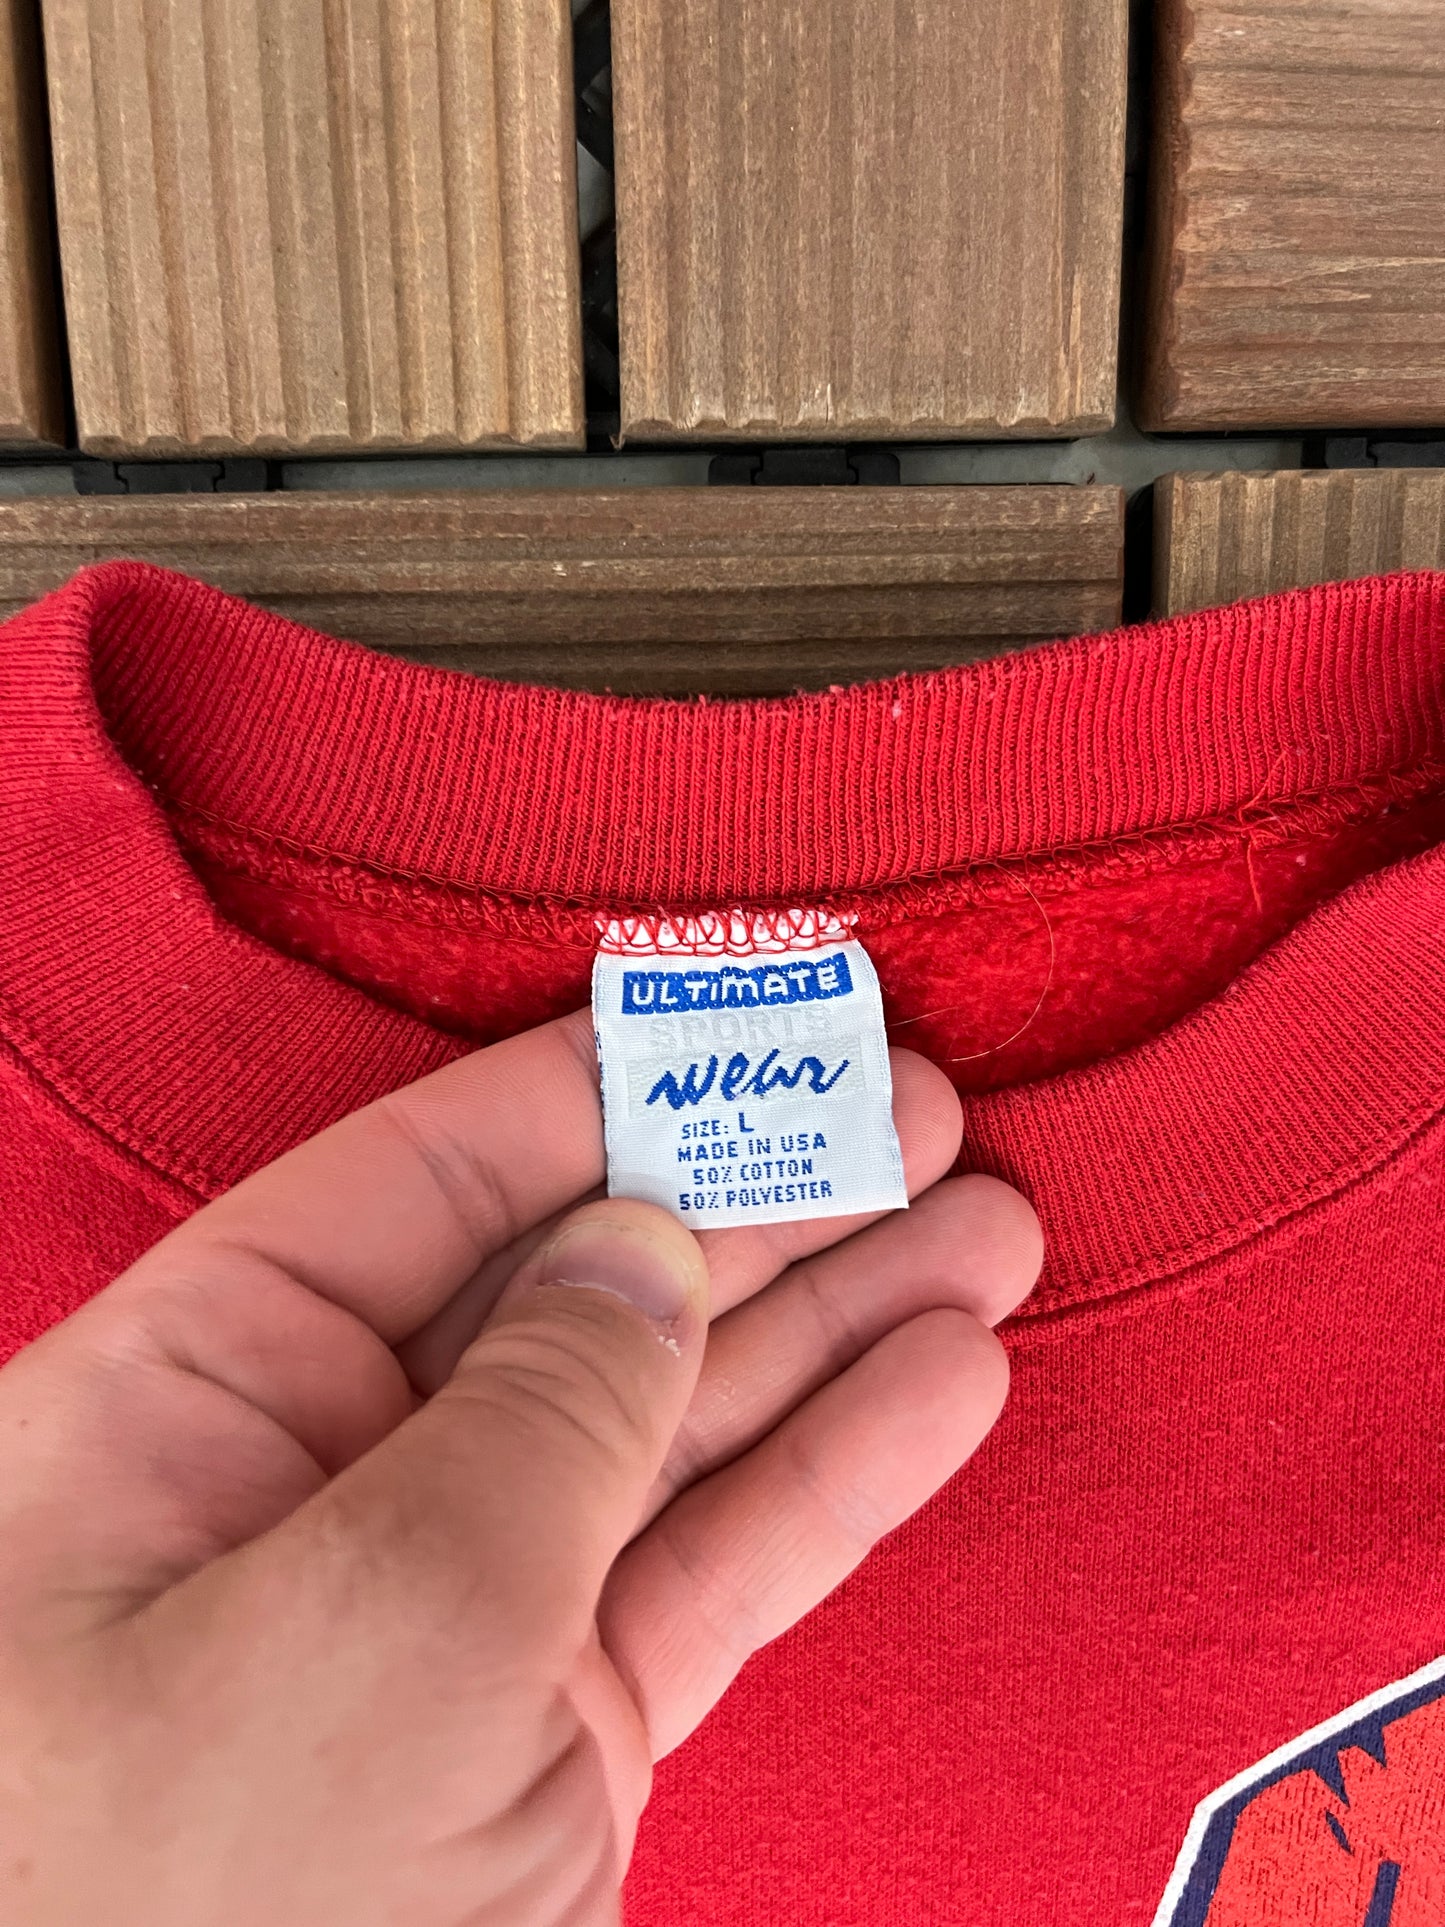 ULTIMATE
SPORTS
wear
SIZE: L
MADE IN USA
50% COTTON
50% POLYESTER